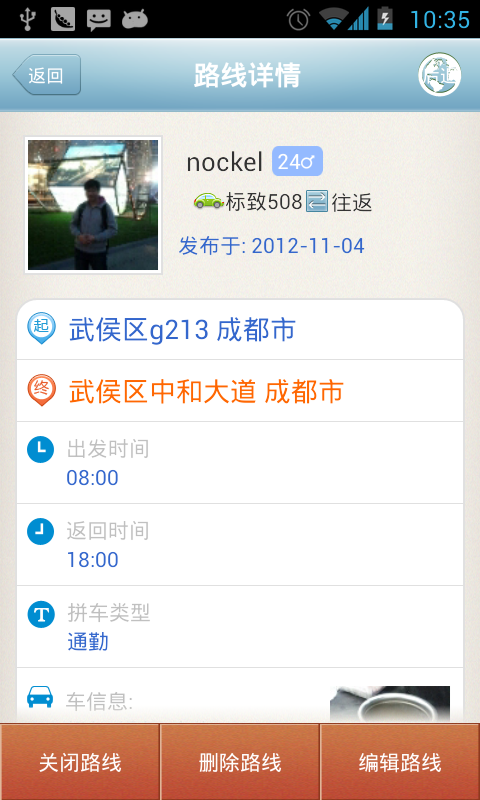 10:35
返回
路线详情
nockel 24♂
标致508 往返
发布于: 2012-11-04
起 武侯区g213 成都市
终 武侯区中和大道 成都市
出发时间
08:00
返回时间
18:00
T 拼车类型
通勤
车信息:
关闭路线 删除路线 编辑路线